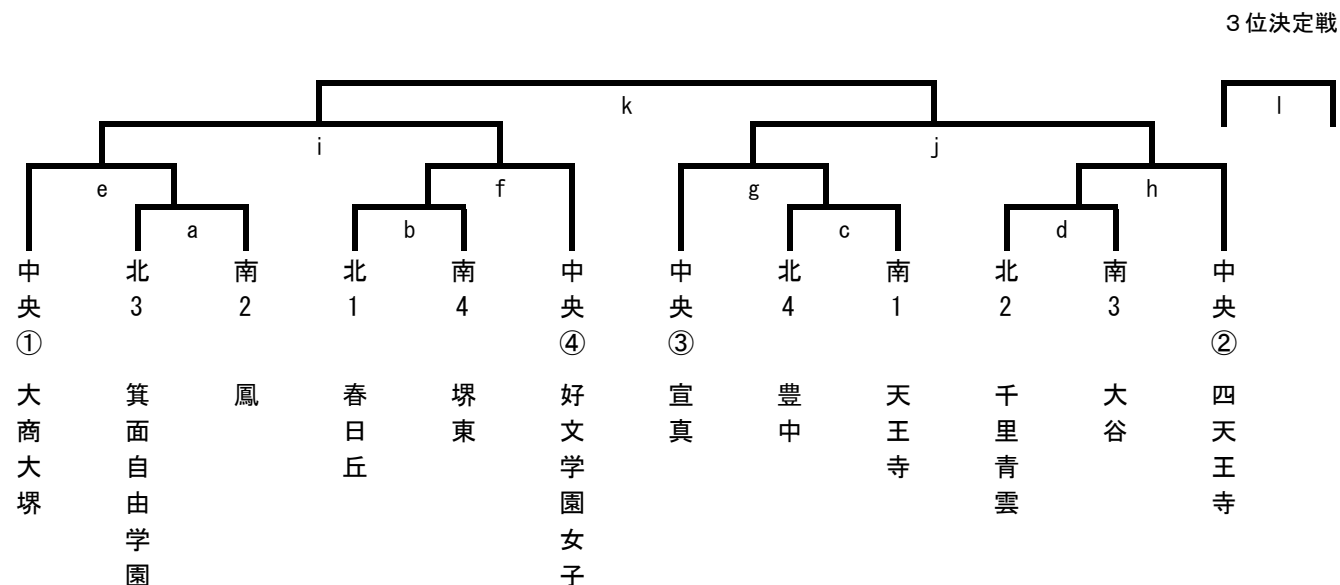 3位決定戦
k
l
i
j
e
f
g
h
a
b
c
d
中央①
北3
南2
北1
南4
中央④
中央③
北4
南1
北2
南3
中央②
大商大堺
箕面自由学園
鳳
春日丘
堺東
好文学園女子
宣真
豊中
天王寺
千里青雲
大谷
四天王寺